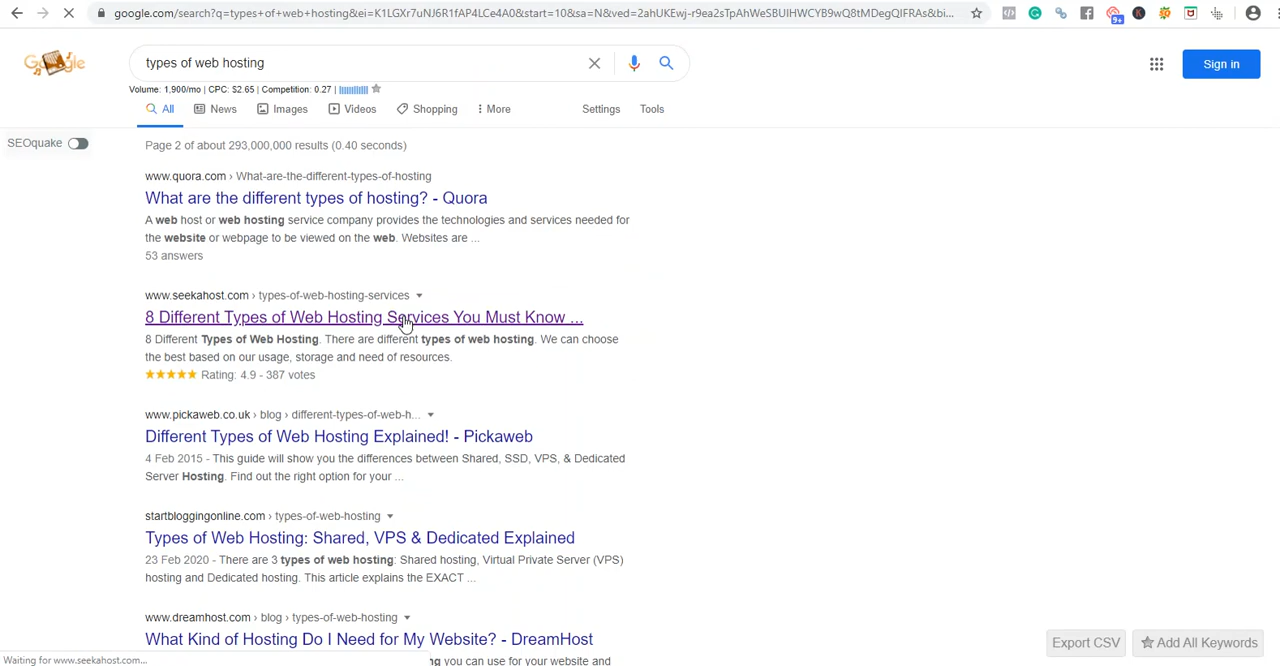 google.com/search?q=types+of+web+hosting&ei=K1LGXr7uNJ6R1fAP4LCe4A0&start=10&sa=N&ved=2ahUKEwj-r9ea2sTpAhWeSBUIHWCYB9wQ8tMDegQIFRAs&bi...
9+
Google
types of web hosting
Sign in
Volume: 1,900/mo | CPC: $2.65 | Competition: 0.27 |
All News Images Videos Shopping More Settings Tools
SEOquake
Page 2 of about 293,000,000 results (0.40 seconds)
www.quora.com › What-are-the-different-types-of-hosting
What are the different types of hosting? - Quora
A web host or web hosting service company provides the technologies and services needed for
the website or webpage to be viewed on the web. Websites are ...
53 answers
www.seekahost.com › types-of-web-hosting-services
8 Different Types of Web Hosting Services You Must Know ...
8 Different Types of Web Hosting. There are different types of web hosting. We can choose
the best based on our usage, storage and need of resources.
Rating: 4.9 - 387 votes
www.pickaweb.co.uk › blog › different-types-of-web-h...
Different Types of Web Hosting Explained! - Pickaweb
4 Feb 2015 - This guide will show you the differences between Shared, SSD, VPS, & Dedicated
Server Hosting. Find out the right option for your ...
startbloggingonline.com › types-of-web-hosting
Types of Web Hosting: Shared, VPS & Dedicated Explained
23 Feb 2020 - There are 3 types of web hosting: Shared hosting, Virtual Private Server (VPS)
hosting and Dedicated hosting. This article explains the EXACT ...
www.dreamhost.com › blog › types-of-web-hosting
What Kind of Hosting Do I Need for My Website? - DreamHost
Export CSV
Add All Keywords
Waiting for www.seekahost.com...
you can use for your website and